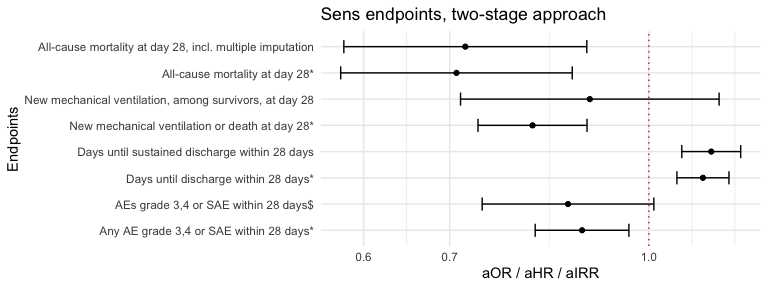 Sens endpoints, two-stage approach
Endpoints
All-cause mortality at day 28, incl. multiple imputation
All-cause mortality at day 28*
New mechanical ventilation, among survivors, at day 28
New mechanical ventilation or death at day 28*
Days until sustained discharge within 28 days
Days until discharge within 28 days*
AEs grade 3,4 or SAE within 28 days$
Any AE grade 3,4 or SAE within 28 days*
0.6 0.7 1.0
aOR / aHR / aIRR